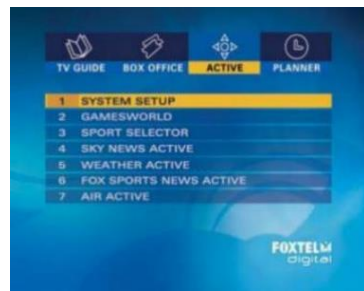 TV GUIDE BOX OFFICE ACTIVE PLANNER
1 SYSTEM SETUP
2 GAMESWORLD
3 SPORT SELECTOR
4 SKY NEWS ACTIVE
5 WEATHER ACTIVE
6 FOX SPORTS NEWS ACTIVE
7 AIR ACTIVE
FOXTEL
digital